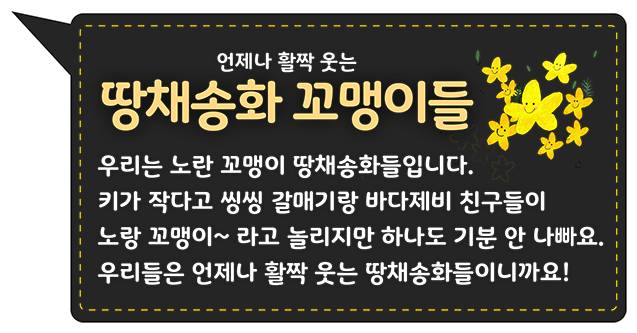 언제나 활짝 웃는
땅채송화 꼬맹이들
우리는 노란 꼬맹이 땅채송화들입니다.
키가 작다고 씽씽 갈매기랑 바다제비 친구들이
노랑 꼬맹이~ 라고 놀리지만 하나도 기분 안 나빠요.
우리들은 언제나 활짝 웃는 땅채송화들이니까요!